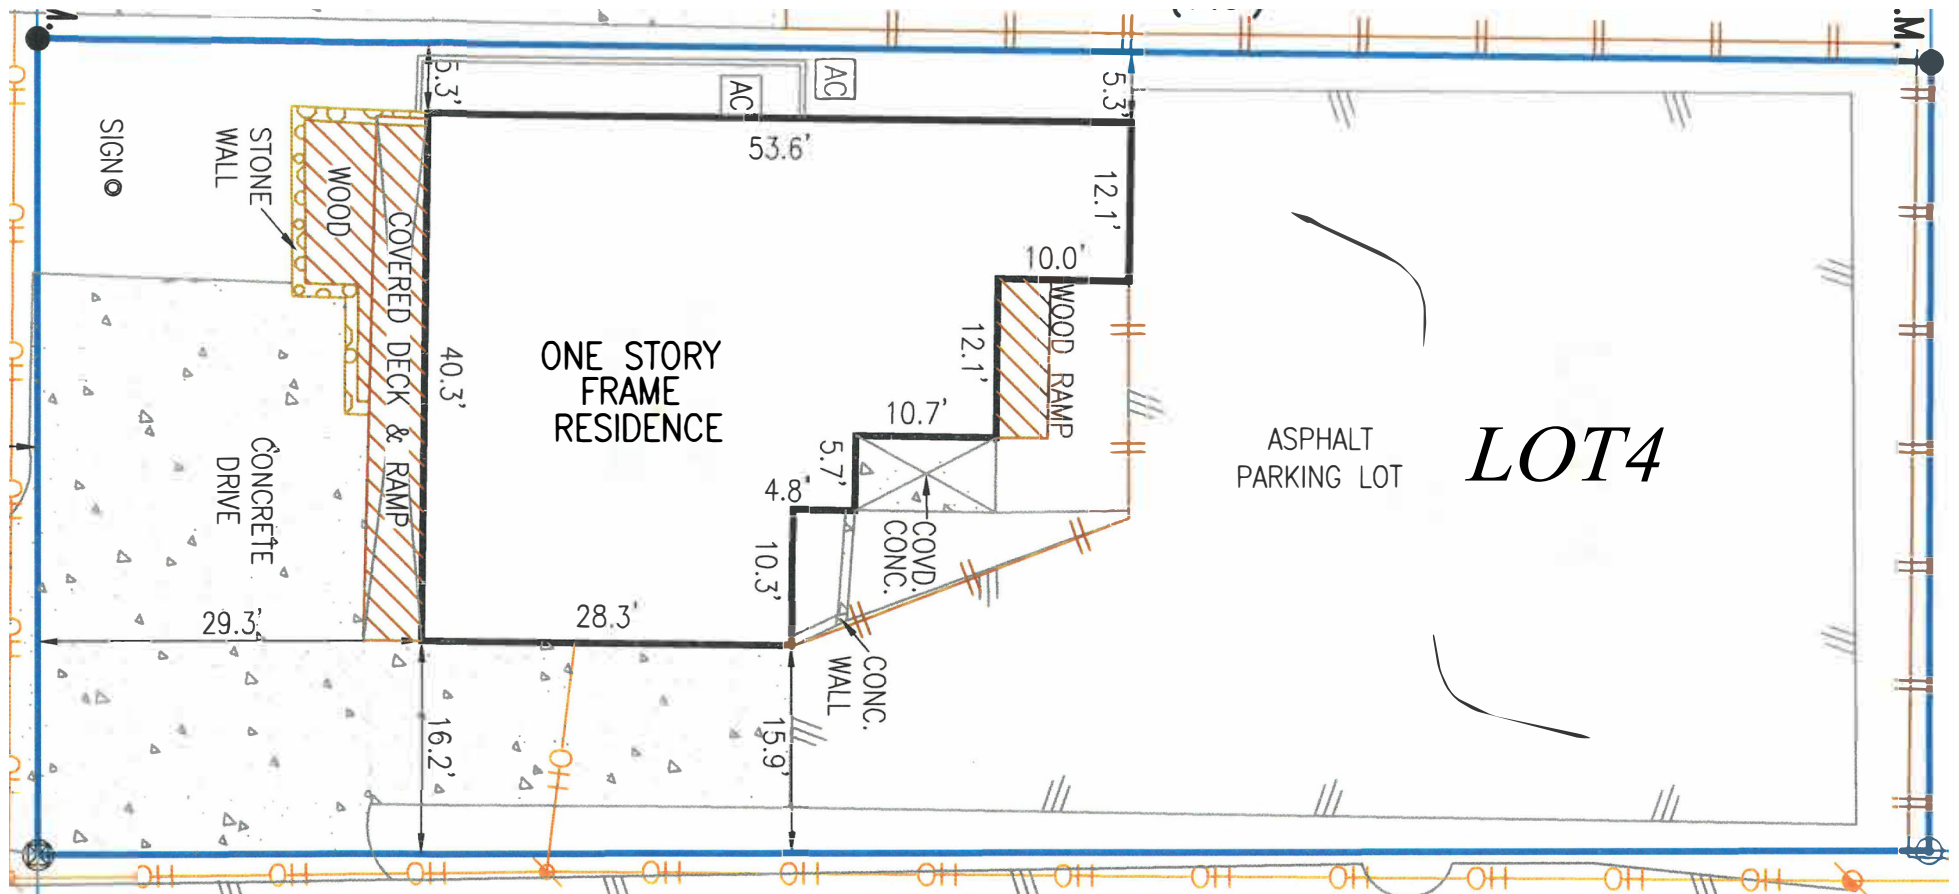 5.3'
AC
AC
5.3'
53.6'
SIGN
STONE
WALL
WOOD
12.1'
10.0'
COVERED DECK & RAMP
40.3'
ONE STORY
FRAME
RESIDENCE
12.1'
WOOD RAMP
10.7'
5.7'
4.8'
ASPHALT
PARKING LOT
LOT4
CONCRETE
DRIVE
COVD.
CONC.
10.3'
29.3'
28.3'
CONC.
WALL
16.2'
15.9'
OH
OH
OH
OH
OH
OH
OH
OH
OH
OH
OH